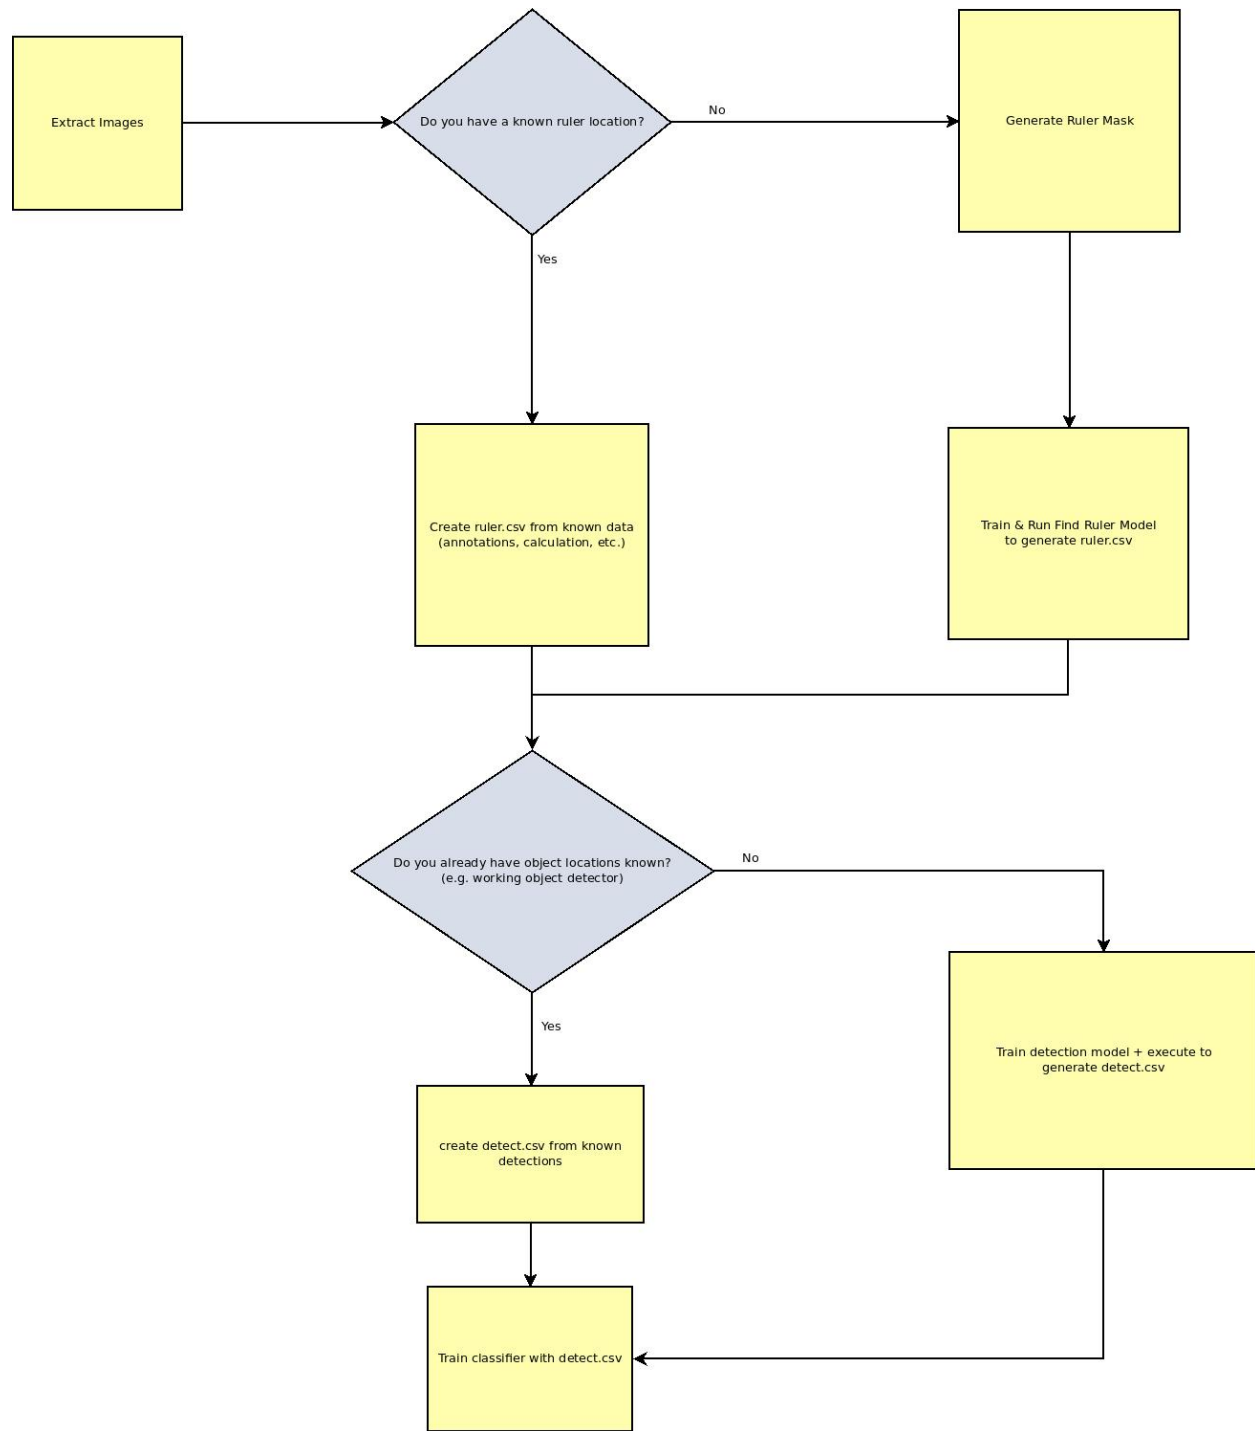 Extract Images
Do you have a known ruler location?
No
Generate Ruler Mask
Yes
Create ruler.csv from known data
(annotations, calculation, etc.)
Train & Run Find Ruler Model
to generate ruler.csv
Do you already have object locations known?
(e.g. working object detector)
No
Yes
Train detection model + execute to
generate detect.csv
create detect.csv from known
detections
Train classifier with detect.csv